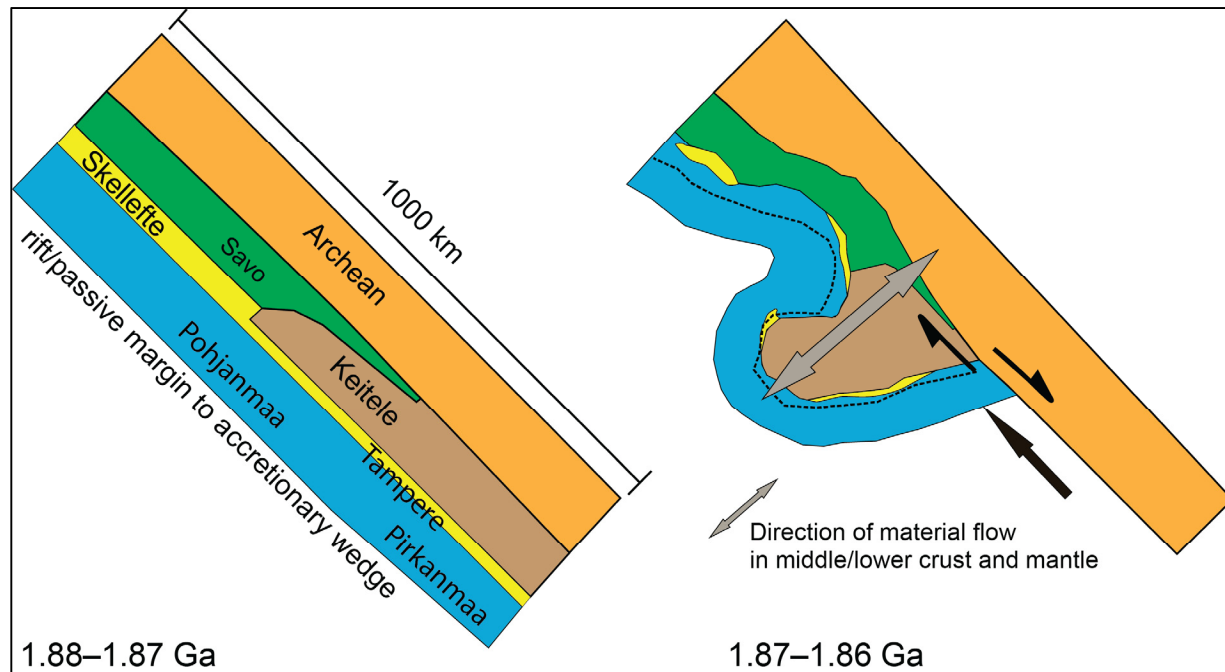 1000 km
Archean
Savo
Skellefte
Keitele
Pohjanmaa
Tampere
Pirkanmaa
rift/passive margin to accretionary wedge
1.88–1.87 Ga
Direction of material flow
in middle/lower crust and mantle
1.87–1.86 Ga